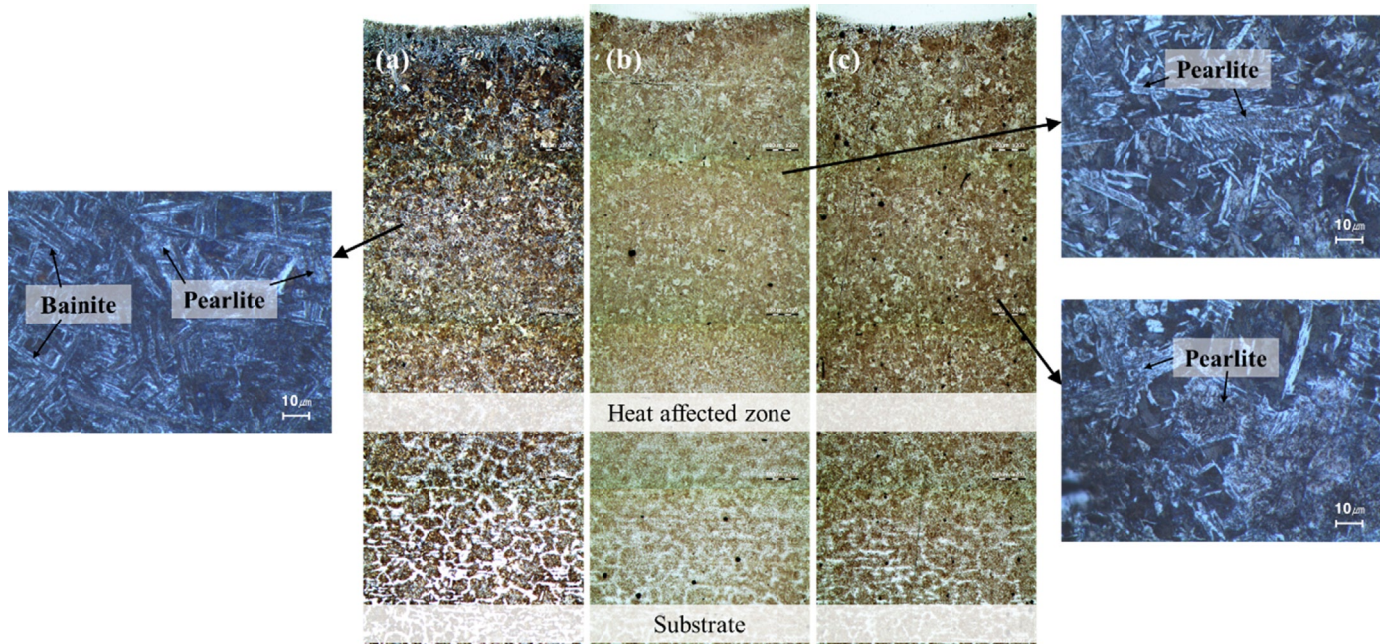 (a)
(b)
(c)
Bainite
Pearlite
10㎛
Pearlite
10㎛
Pearlite
10㎛
Heat affected zone
Substrate